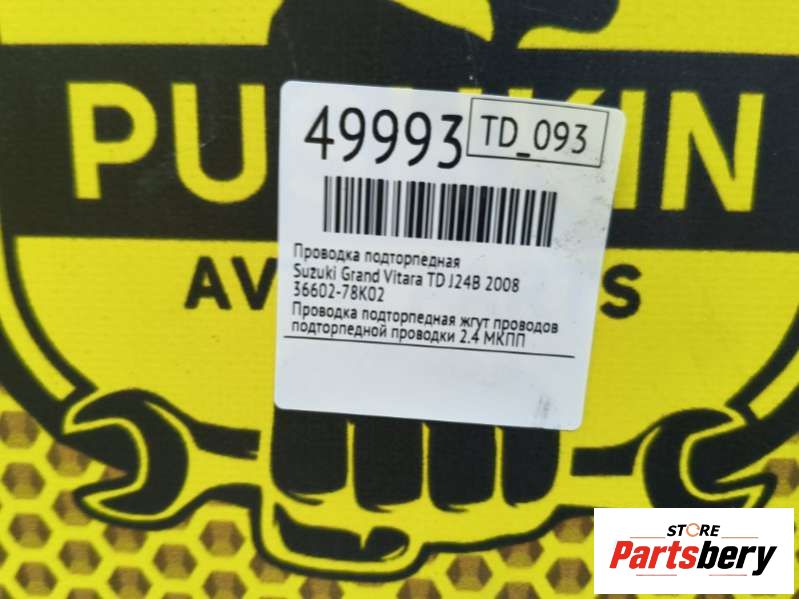 PU KIN
AV S
49993
TD_093
Проводка подторпедная
Suzuki Grand Vitara TD J24B 2008
36602-78K02
Проводка подторпедная жгут проводов
подторпедной проводки 2.4 МКПП
STORE
Partsbery